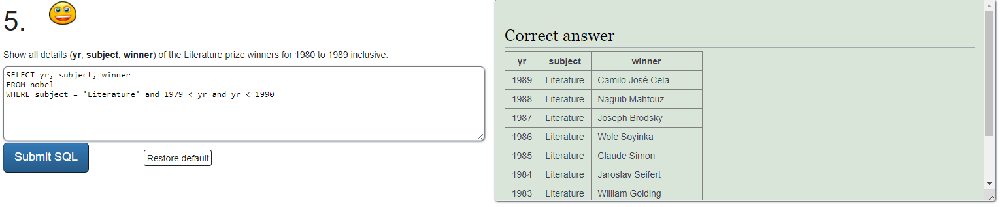 5.
Show all details (yr, subject, winner) of the Literature prize winners for 1980 to 1989 inclusive.
SELECT yr, subject, winner
FROM nobel
WHERE subject = 'Literature' and 1979 < yr and yr < 1990
Submit SQL
Restore default
Correct answer
yr subject winner
1989 Literature Camilo José Cela
1988 Literature Naguib Mahfouz
1987 Literature Joseph Brodsky
1986 Literature Wole Soyinka
1985 Literature Claude Simon
1984 Literature Jaroslav Seifert
1983 Literature William Golding